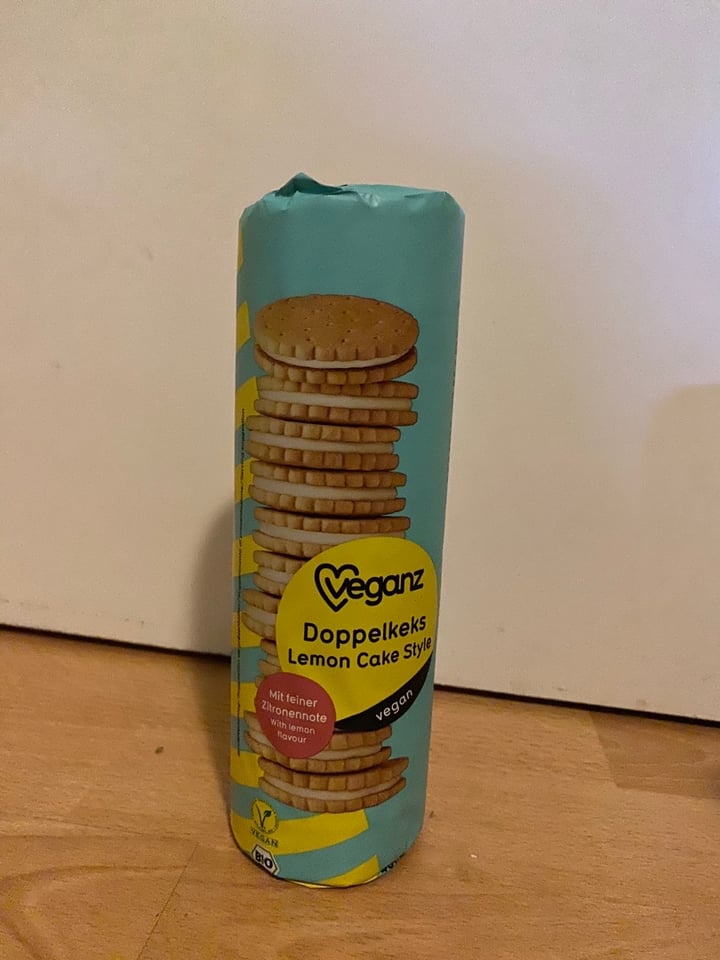 veganz
Doppelkeks
Lemon Cake Style
vegan
Mit feiner
Zitronennote
with lemon
flavour
VEGAN
BIO